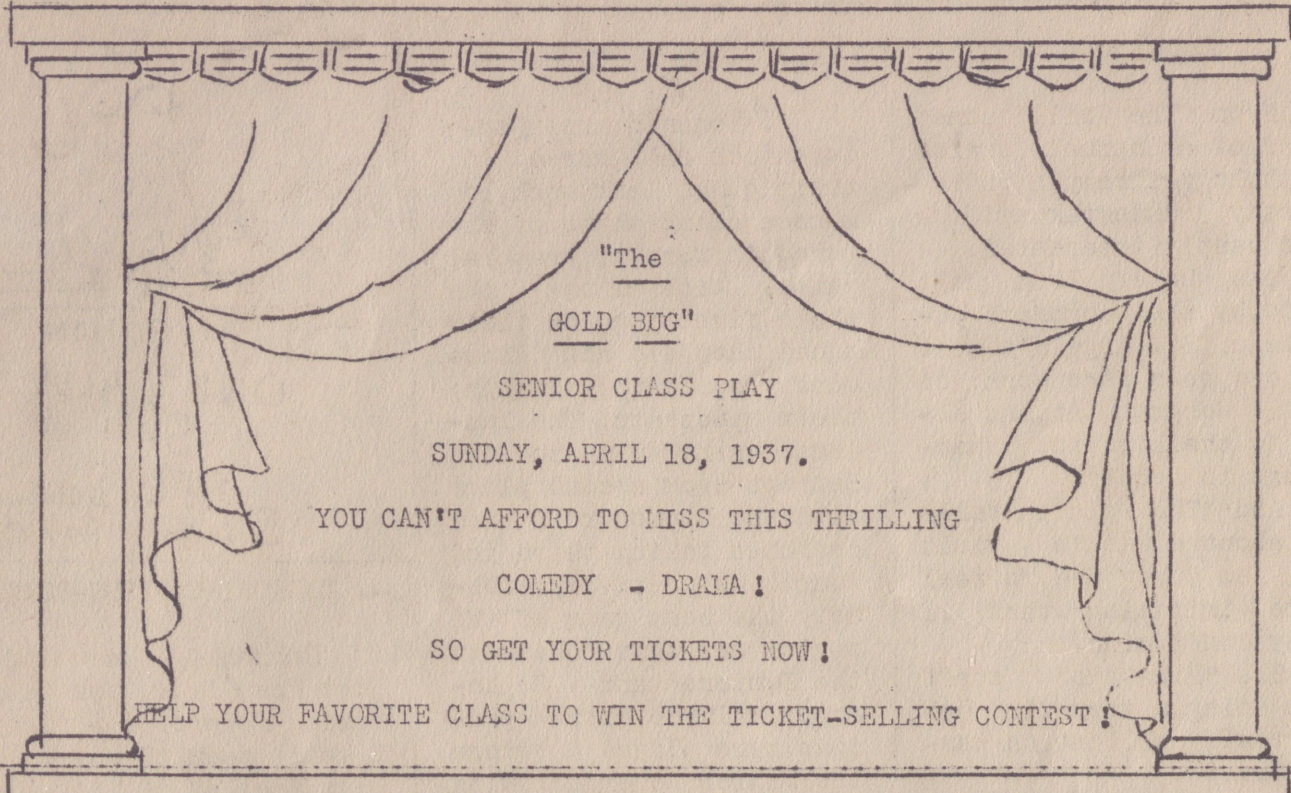 "The
GOLD BUG"
SENIOR CLASS PLAY
SUNDAY, APRIL 18, 1937.
YOU CAN'T AFFORD TO MISS THIS THRILLING
COMEDY - DRAMA!
SO GET YOUR TICKETS NOW!
HELP YOUR FAVORITE CLASS TO WIN THE TICKET-SELLING CONTEST!